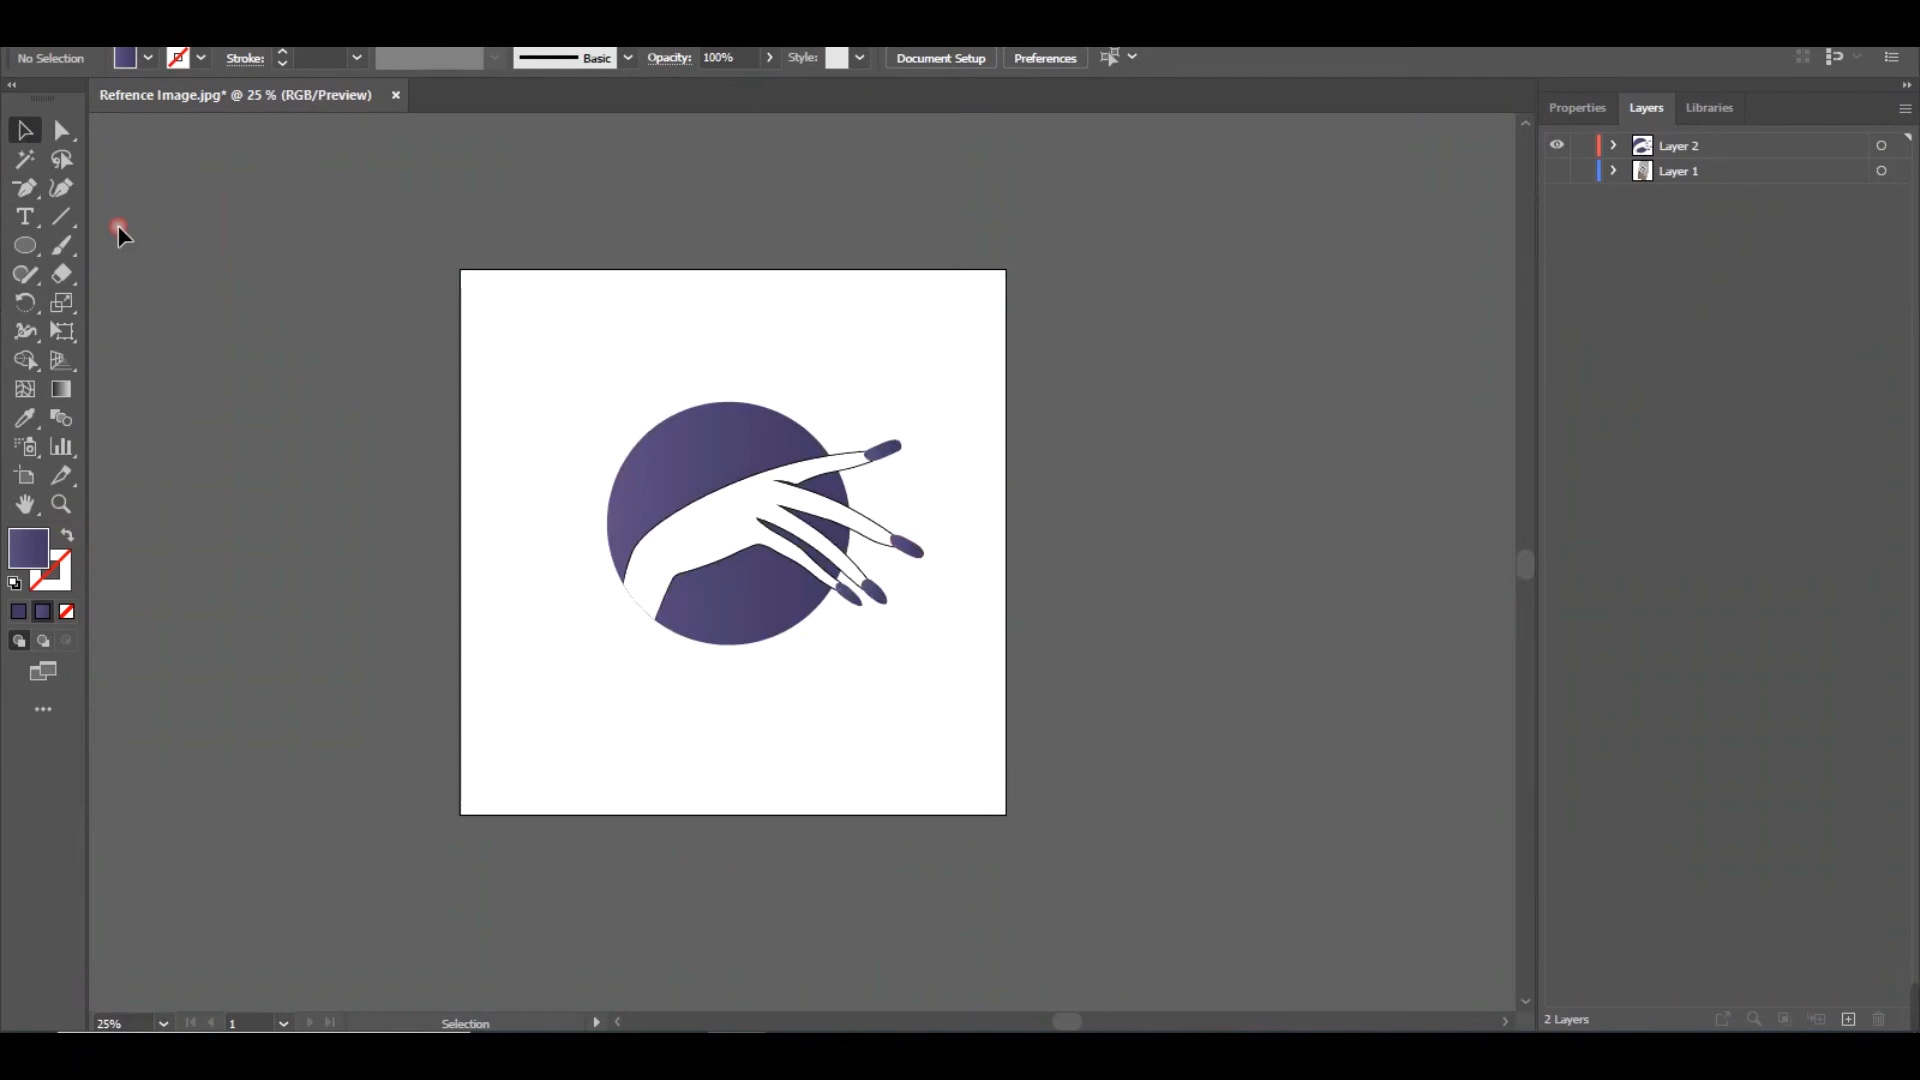 No Selection Stroke: Basic Opacity: 100% Style: Document Setup Preferences
Refrence Image.jpg* @ 25 % (RGB/Preview) ×
Properties Layers Libraries
Layer 2
Layer 1
25% 1 Selection
2 Layers